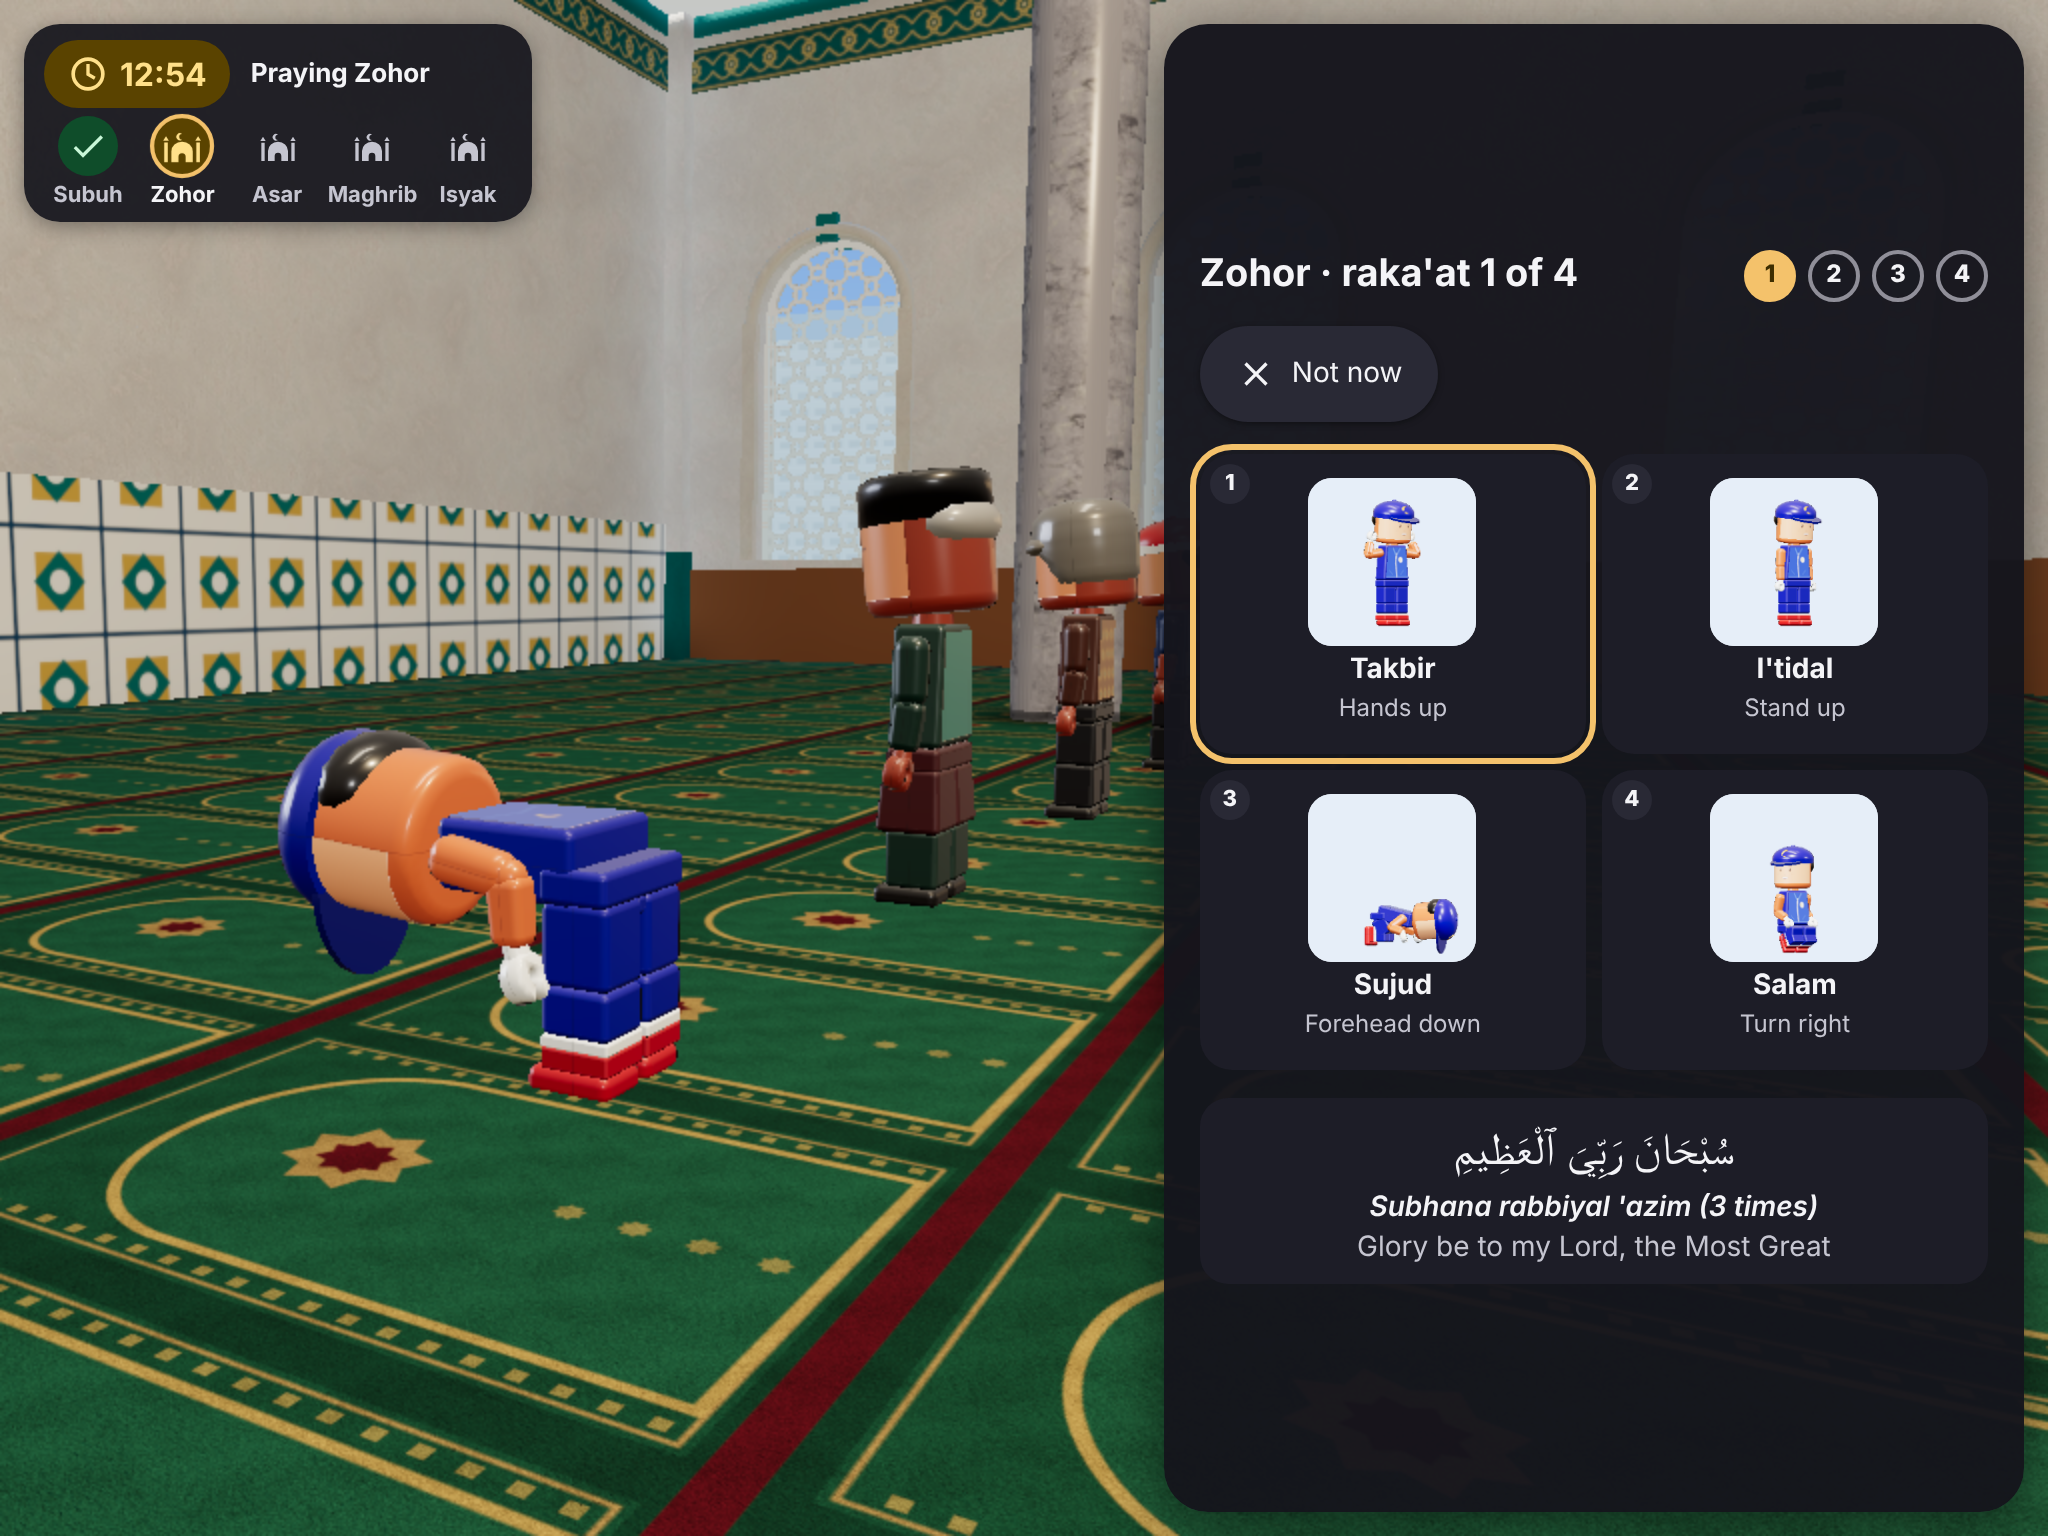 12:54 Praying Zohor
Subuh Zohor Asar Maghrib Isyak
Zohor · raka'at 1 of 4 1 2 3 4
Not now
1
Takbir
Hands up
2
I'tidal
Stand up
3
Sujud
Forehead down
4
Salam
Turn right
سُبْحَانَ رَبِّيَ ٱلْعَظِيمِ
Subhana rabbiyal 'azim (3 times)
Glory be to my Lord, the Most Great